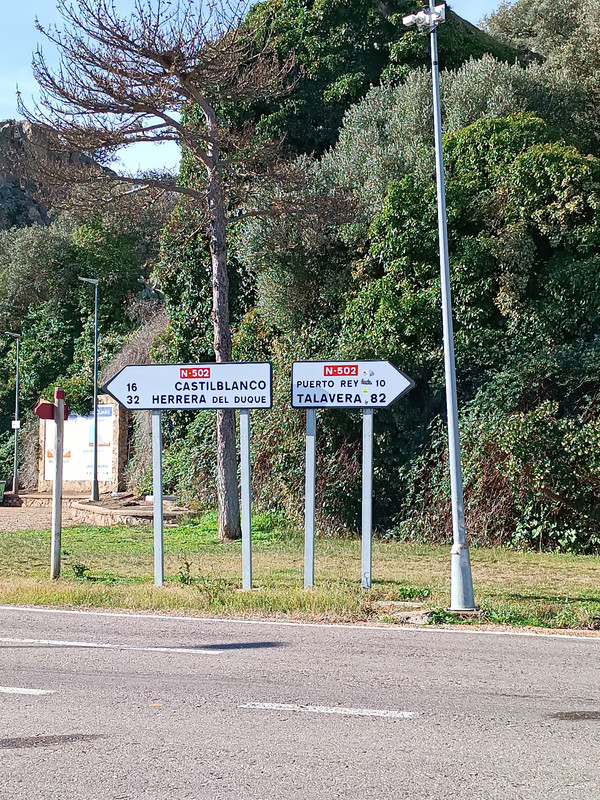 N-502
16 CASTILBLANCO
32 HERRERA DEL DUQUE
N-502
PUERTO REY 10
TALAVERA 82